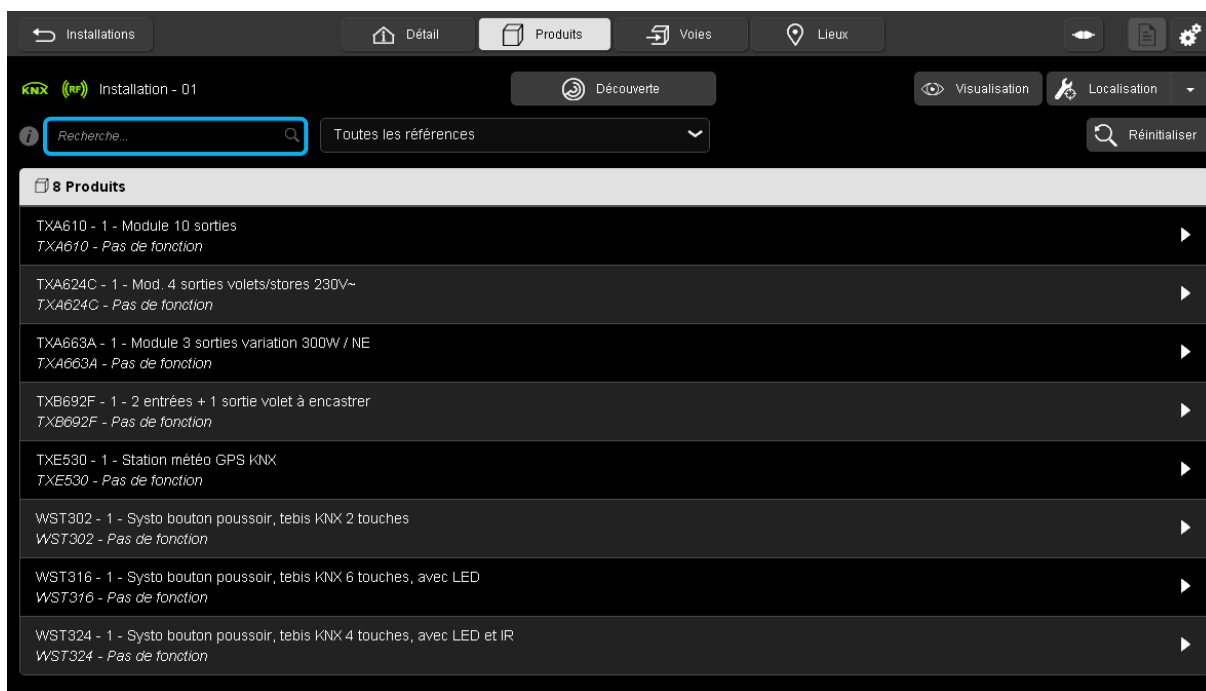 Installations
Détail
Produits
Voies
Lieux
KNX ((RF)) Installation - 01
Découverte
Visualisation
Localisation
i
Recherche...
Toutes les références
Réinitialiser
8 Produits
TXA610 - 1 - Module 10 sorties
TXA610 - Pas de fonction
TXA624C - 1 - Mod. 4 sorties volets/stores 230V~
TXA624C - Pas de fonction
TXA663A - 1 - Module 3 sorties variation 300W / NE
TXA663A - Pas de fonction
TXB692F - 1 - 2 entrées + 1 sortie volet à encastrer
TXB692F - Pas de fonction
TXE530 - 1 - Station météo GPS KNX
TXE530 - Pas de fonction
WST302 - 1 - Systo bouton poussoir, tebis KNX 2 touches
WST302 - Pas de fonction
WST316 - 1 - Systo bouton poussoir, tebis KNX 6 touches, avec LED
WST316 - Pas de fonction
WST324 - 1 - Systo bouton poussoir, tebis KNX 4 touches, avec LED et IR
WST324 - Pas de fonction